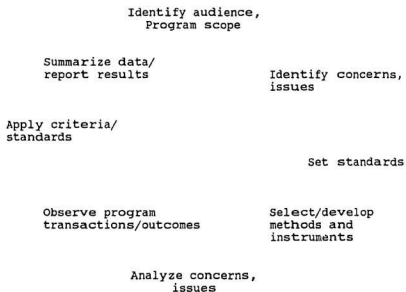 Identify audience,
Program scope
Summarize data/
report results
Identify concerns,
issues
Apply criteria/
standards
Set standards
Observe program
transactions/outcomes
Select/develop
methods and
instruments
Analyze concerns,
issues